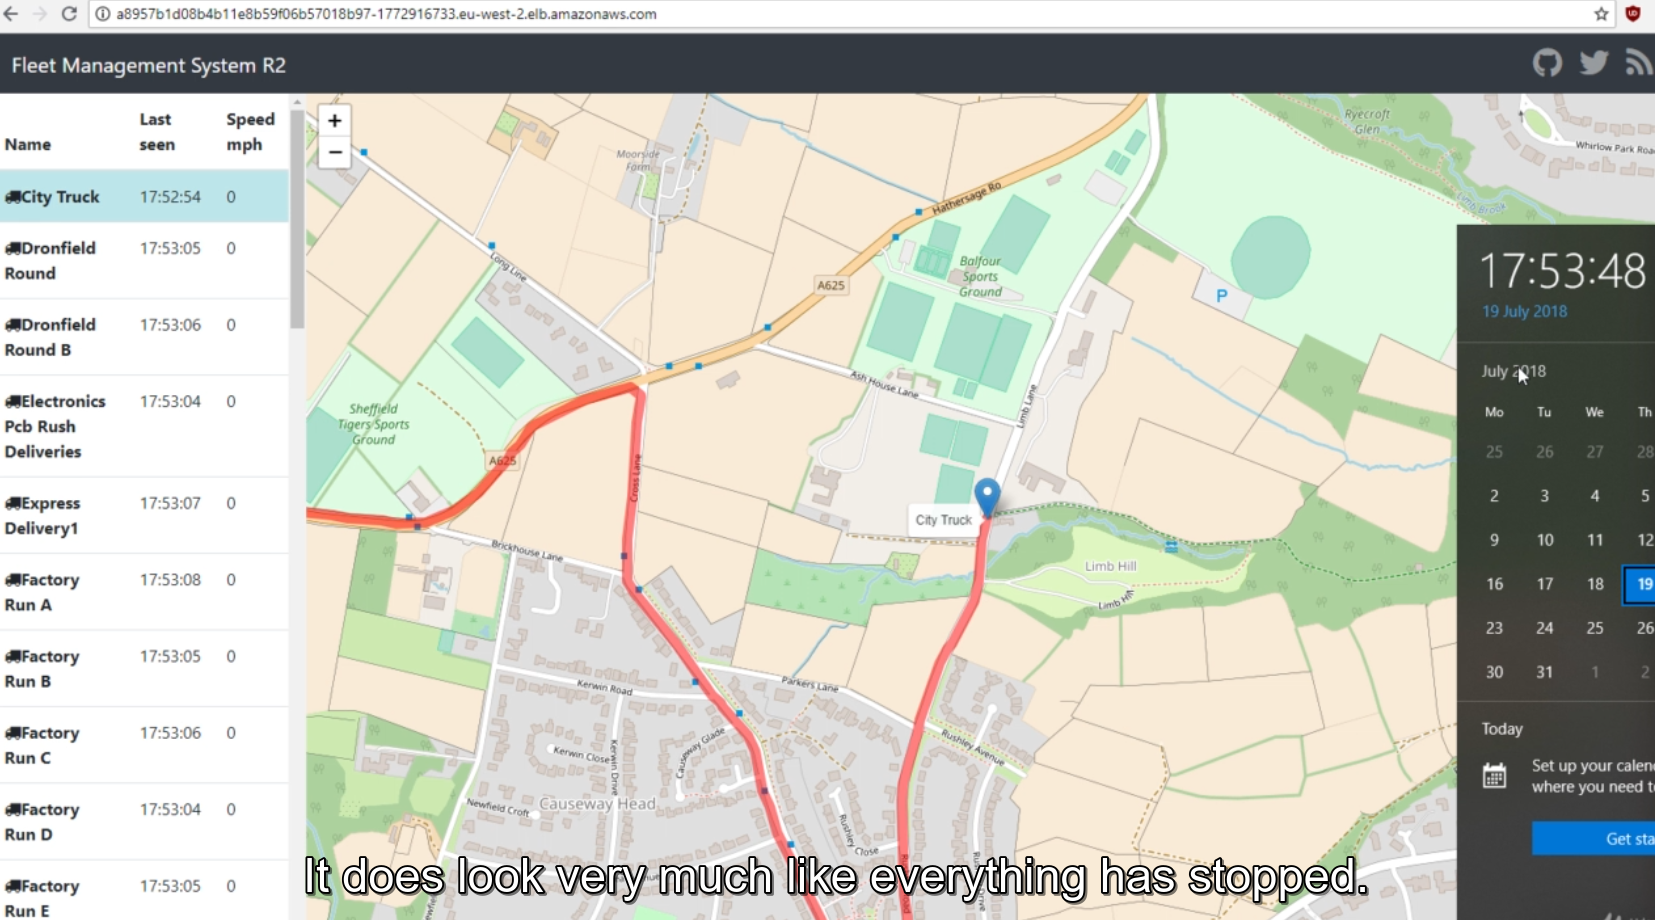 a8957b1d08b4b11e8b59f06b57018b97-1772916733.eu-west-2.elb.amazonaws.com
Fleet Management System R2
Name Last seen Speed mph
City Truck 17:52:54 0
Dronfield Round 17:53:05 0
Dronfield Round B 17:53:06 0
Electronics Pcb Rush Deliveries 17:53:04 0
Express Delivery1 17:53:07 0
Factory Run A 17:53:08 0
Factory Run B 17:53:05 0
Factory Run C 17:53:06 0
Factory Run D 17:53:04 0
Factory Run E 17:53:05 0
+
−
Moorside Farm
Long Line
Hathersage Ro
A625
Balfour Sports Ground
Ryecroft Glen
Whirlow Park Roa
Limb Brook
P
Ash House Lane
Limb Lane
Sheffield Tigers Sports Ground
A625
Cross Lane
City Truck
Brickhouse Lane
Limb Hill
Limb Hill
Parkers Lane
Kerwin Road
Rushley Avenue
Causeway Glade
Kerwin Close
Kerwin Drive
Newfield Croft
Causeway Head
Rushley Close
17:53:48
19 July 2018
July 2018
Mo Tu We Th
25 26 27 28
2 3 4 5
9 10 11 12
16 17 18 19
23 24 25 26
30 31 1 2
Today
Set up your calen
where you need t
Get sta
It does look very much like everything has stopped.